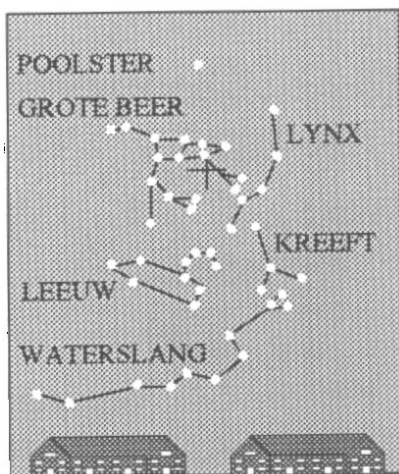 POOLSTER
GROTE BEER
LYNX
KREEFT
LEEUW
WATERSLANG